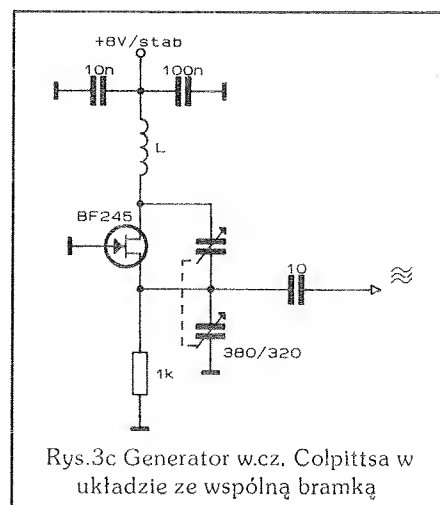 +8V/stab
10n
100n
L
BF245
10
380/320
1k
Rys.3c Generator w.cz. Colpittsa w
układzie ze wspólną bramką